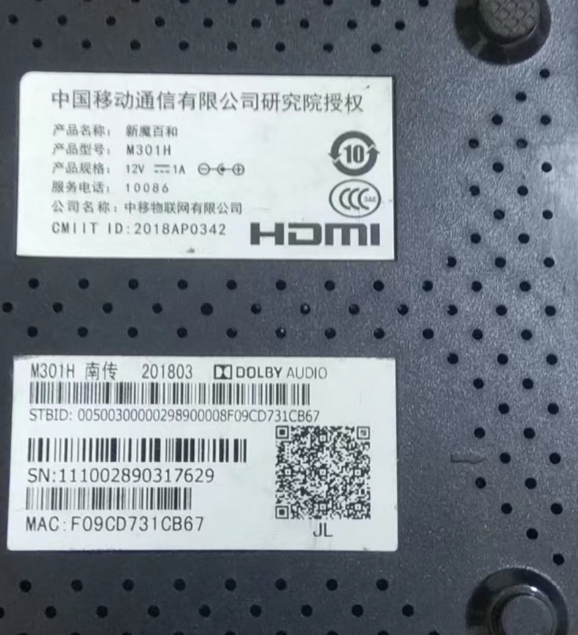 中国移动通信有限公司研究院授权
产品名称: 新魔百和
产品型号: M301H
产品规格: 12V 1A
服务电话: 10086
公司名称: 中移物联网有限公司
CMIIT ID:2018AP0342
10
CCC
HDMI
M301H 南传 201803 DOLBY AUDIO
STBID: 00500300000298900008F09CD731CB67
SN:111002890317629
MAC:F09CD731CB67
JL